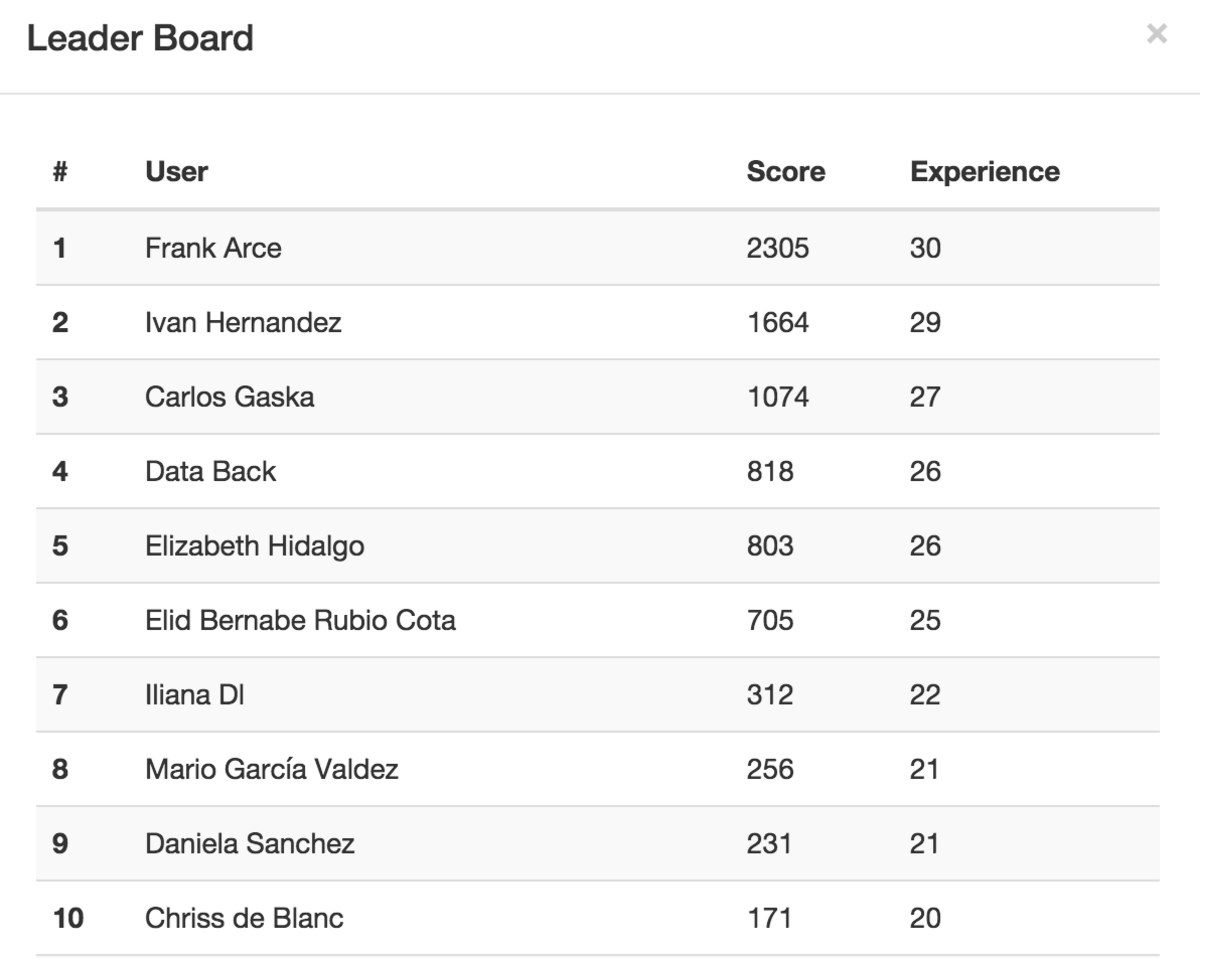 Leader Board ×
# User Score Experience
1 Frank Arce 2305 30
2 Ivan Hernandez 1664 29
3 Carlos Gaska 1074 27
4 Data Back 818 26
5 Elizabeth Hidalgo 803 26
6 Elid Bernabe Rubio Cota 705 25
7 Iliana Dl 312 22
8 Mario García Valdez 256 21
9 Daniela Sanchez 231 21
10 Chriss de Blanc 171 20